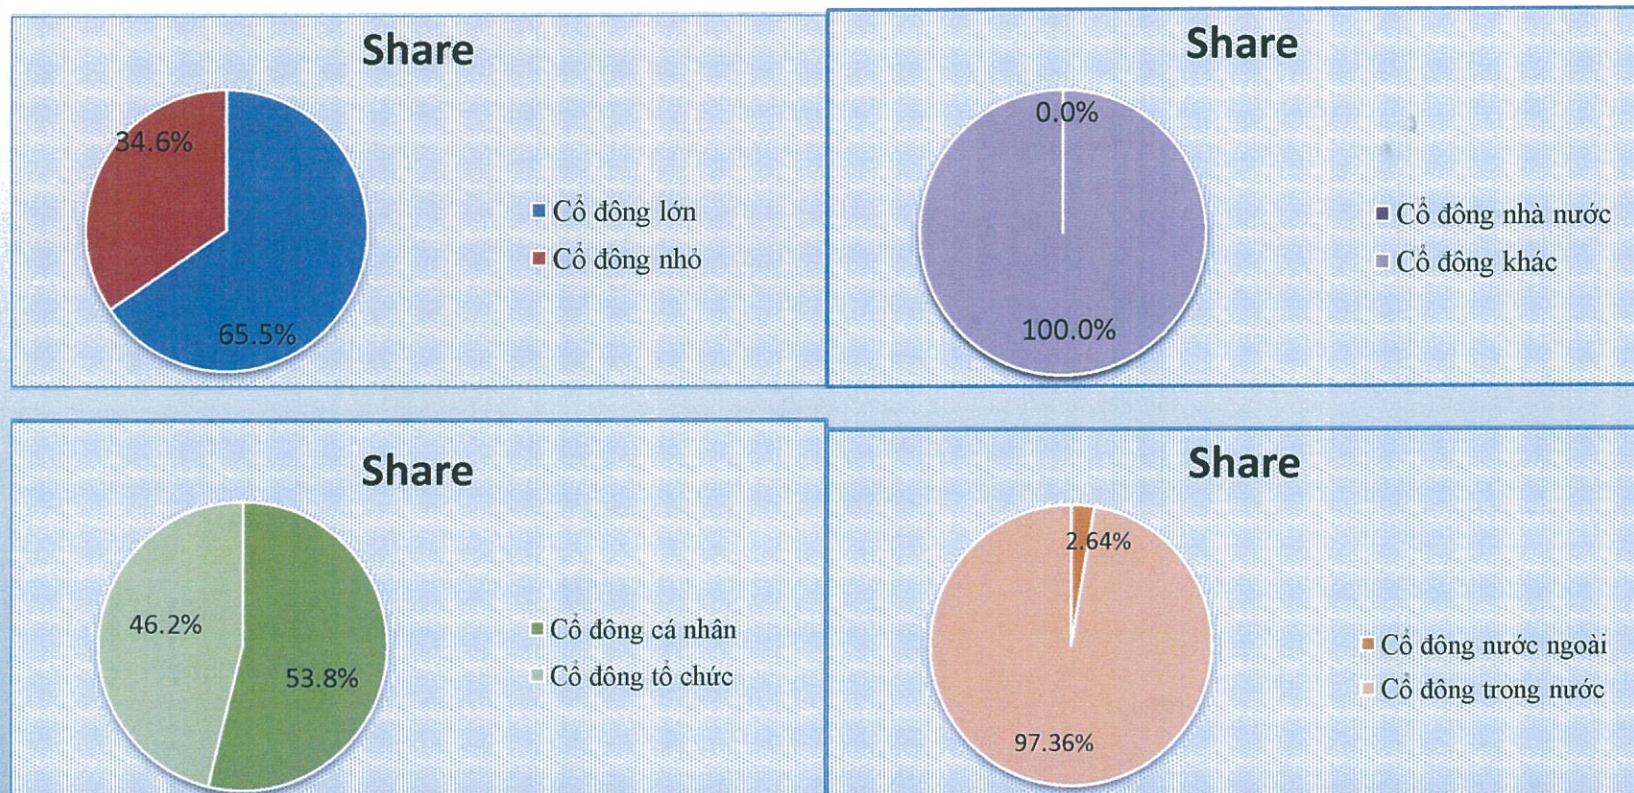 Share
34.6%
65.5%
Cổ đông lớn
Cổ đông nhỏ
Share
0.0%
100.0%
Cổ đông nhà nước
Cổ đông khác
Share
46.2%
53.8%
Cổ đông cá nhân
Cổ đông tổ chức
Share
2.64%
97.36%
Cổ đông nước ngoài
Cổ đông trong nước